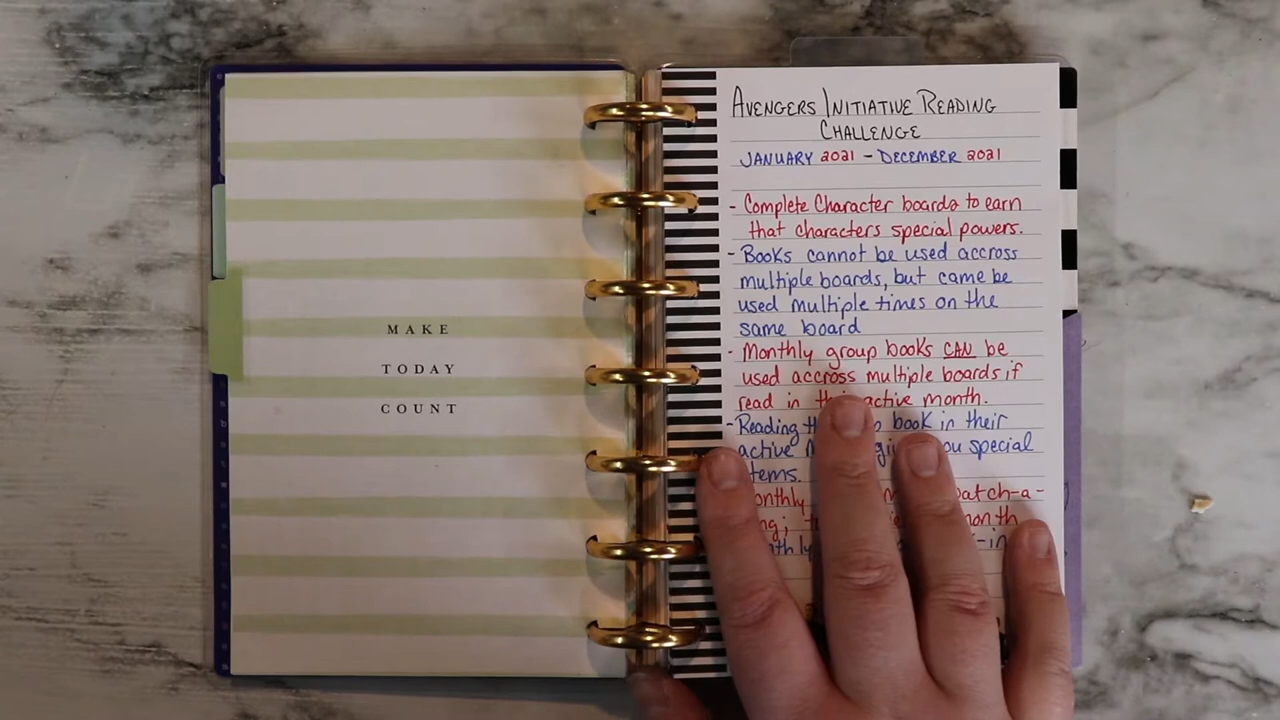 MAKE
TODAY
COUNT
AVENGERS INITIATIVE READING
CHALLENGE
JANUARY 2021 - DECEMBER 2021
- Complete Character boards to earn
that characters special powers.
- Books cannot be used accross
multiple boards, but came be
used multiple times on the
same board
- Monthly group books CAN be
used accross multiple boards if
read in active month.
- Reading book in their
active special